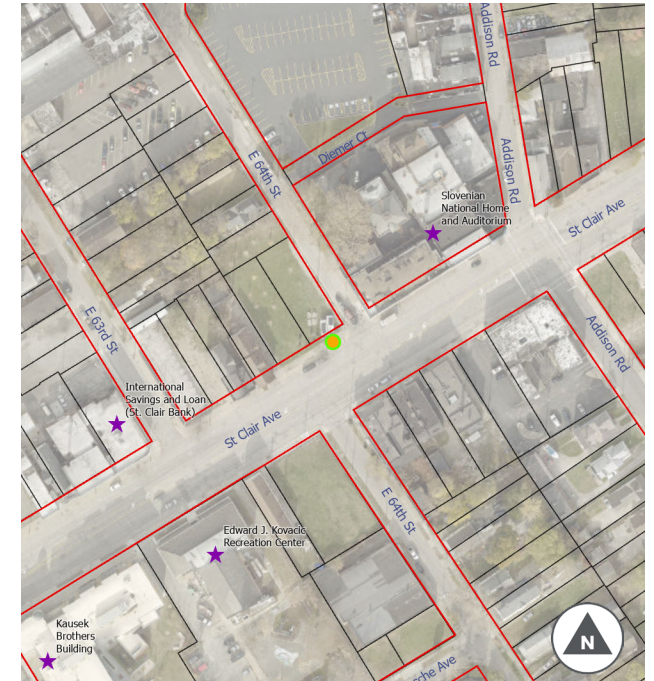 Addison Rd
E 64th St
Diemer Ct
Addison Rd
Slovenian
National Home
and Auditorium
St Clair Ave
E 63rd St
Addison Rd
International
Savings and Loan
(St. Clair Bank)
St Clair Ave
E 64th St
Edward J. Kovacic
Recreation Center
Kausek
Brothers
Building
N
che Ave